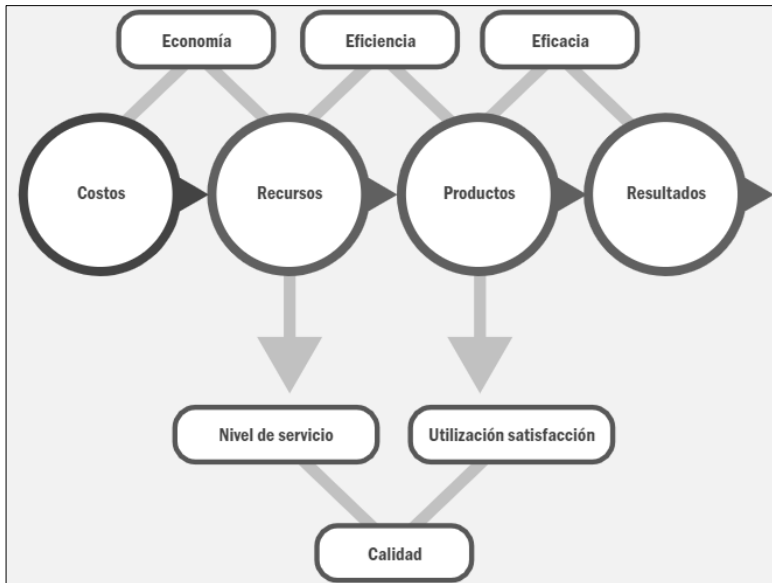 Economía
Eficiencia
Eficacia
Costos
Recursos
Productos
Resultados
Nivel de servicio
Utilización satisfacción
Calidad